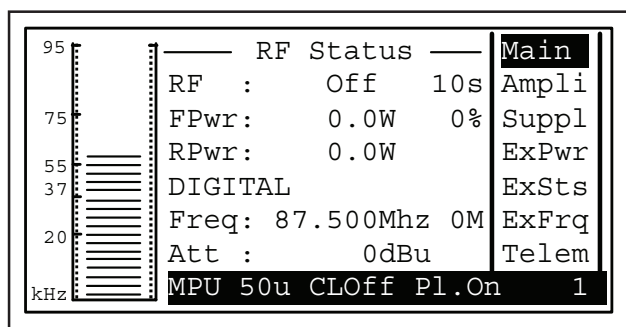 95
75
55
37
20
kHz
RF Status
RF : Off 10s
FPwr: 0.0W 0%
RPwr: 0.0W
DIGITAL
Freq: 87.500Mhz 0M
Att : 0dBu
MPU 50u CLOff Pl.On 1
Main
Ampli
Suppl
ExPwr
ExSts
ExFrq
Telem